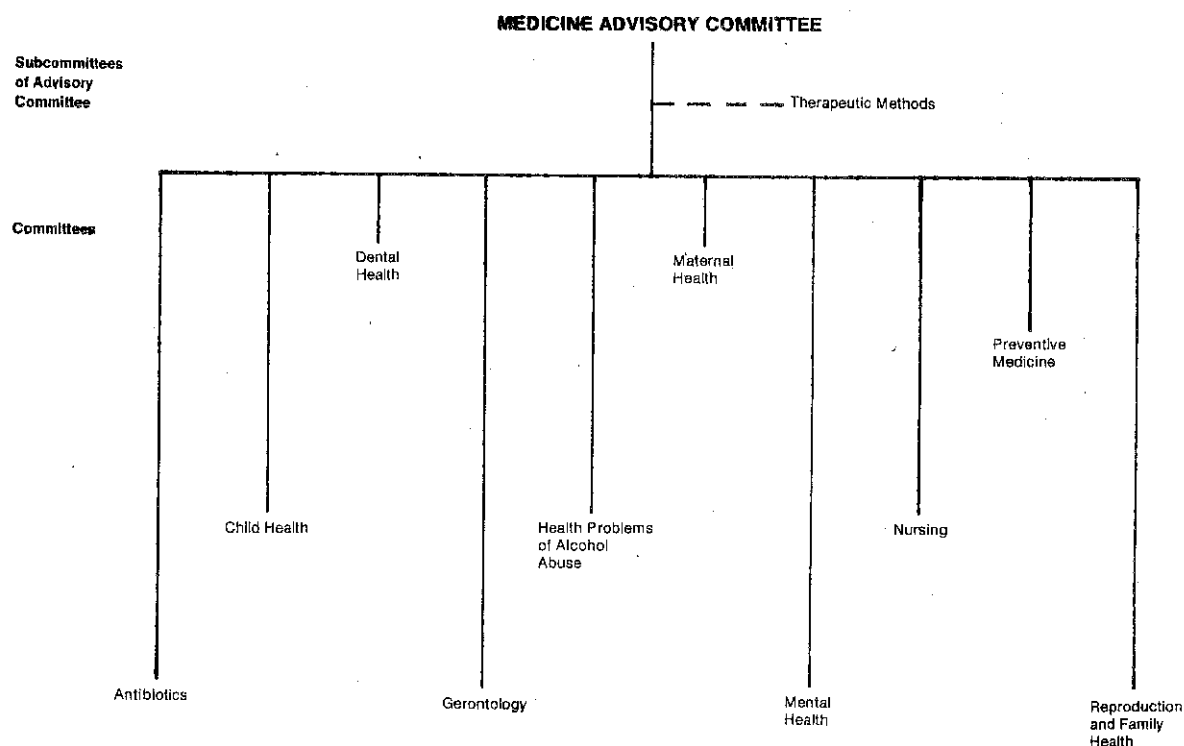 MEDICINE ADVISORY COMMITTEE
Subcommittees
of Advisory
Committee
Therapeutic Methods
Committees
Dental
Health
Maternal
Health
Preventive
Medicine
Child Health
Health Problems
of Alcohol
Abuse
Nursing
Antibiotics
Gerontology
Mental
Health
Reproduction
and Family
Health